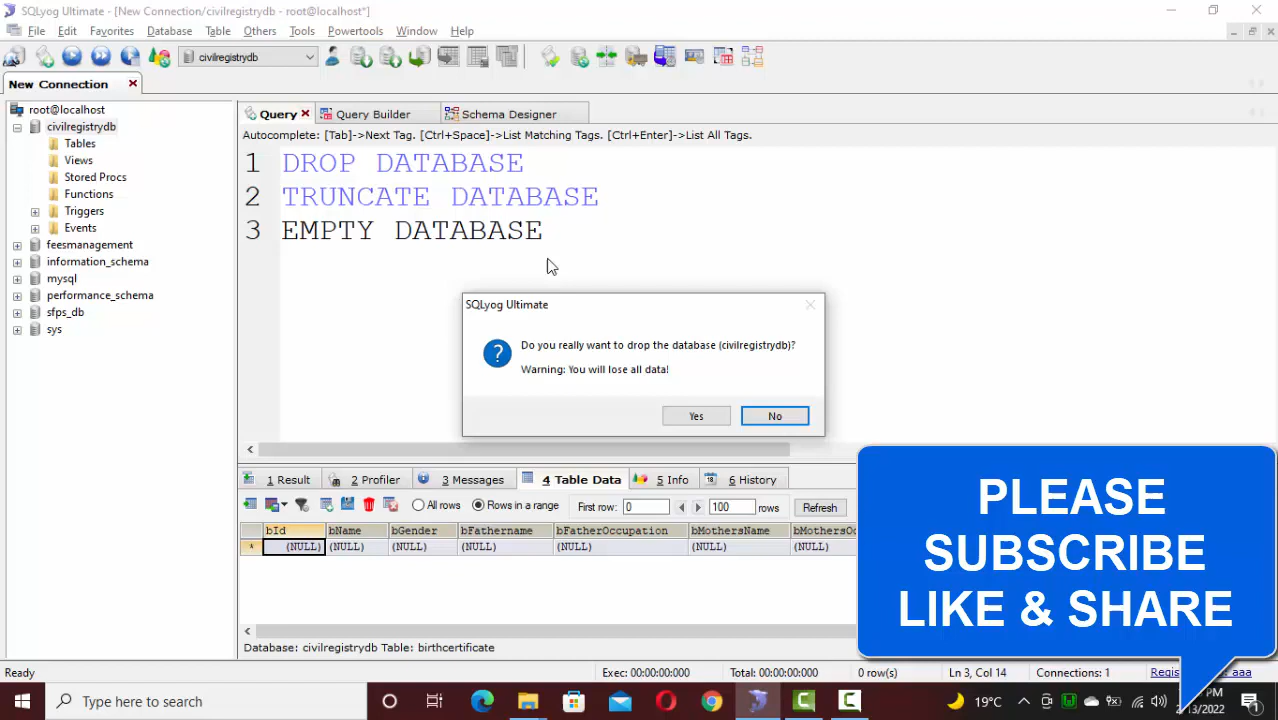 SQLyog Ultimate - [New Connection/civilregistrydb - root@localhost*]
File Edit Favorites Database Table Others Tools Powertools Window Help
civilregistrydb
New Connection
root@localhost
civilregistrydb
Tables
Views
Stored Procs
Functions
Triggers
Events
feesmanagement
information_schema
mysql
performance_schema
sfps_db
sys
Query Query Builder Schema Designer
Autocomplete: [Tab]->Next Tag. [Ctrl+Space]->List Matching Tags. [Ctrl+Enter]->List All Tags.
1 DROP DATABASE
2 TRUNCATE DATABASE
3 EMPTY DATABASE
SQLyog Ultimate
Do you really want to drop the database (civilregistrydb)?
Warning: You will lose all data!
Yes No
1 Result 2 Profiler 3 Messages 4 Table Data 5 Info 6 History
All rows Rows in a range First row: 0 100 rows Refresh
bId bName bGender bFathername bFatherOccupation bMothersName bMothersOc
* (NULL) (NULL) (NULL) (NULL) (NULL) (NULL) (NULL)
Database: civilregistrydb Table: birthcertificate
PLEASE
SUBSCRIBE
LIKE & SHARE
Ready Exec: 00:00:00:000 Total: 00:00:00:000 0 row(s) Ln 3, Col 14 Connections: 1 aaa
Type here to search
19°C
PM
13/2022
1